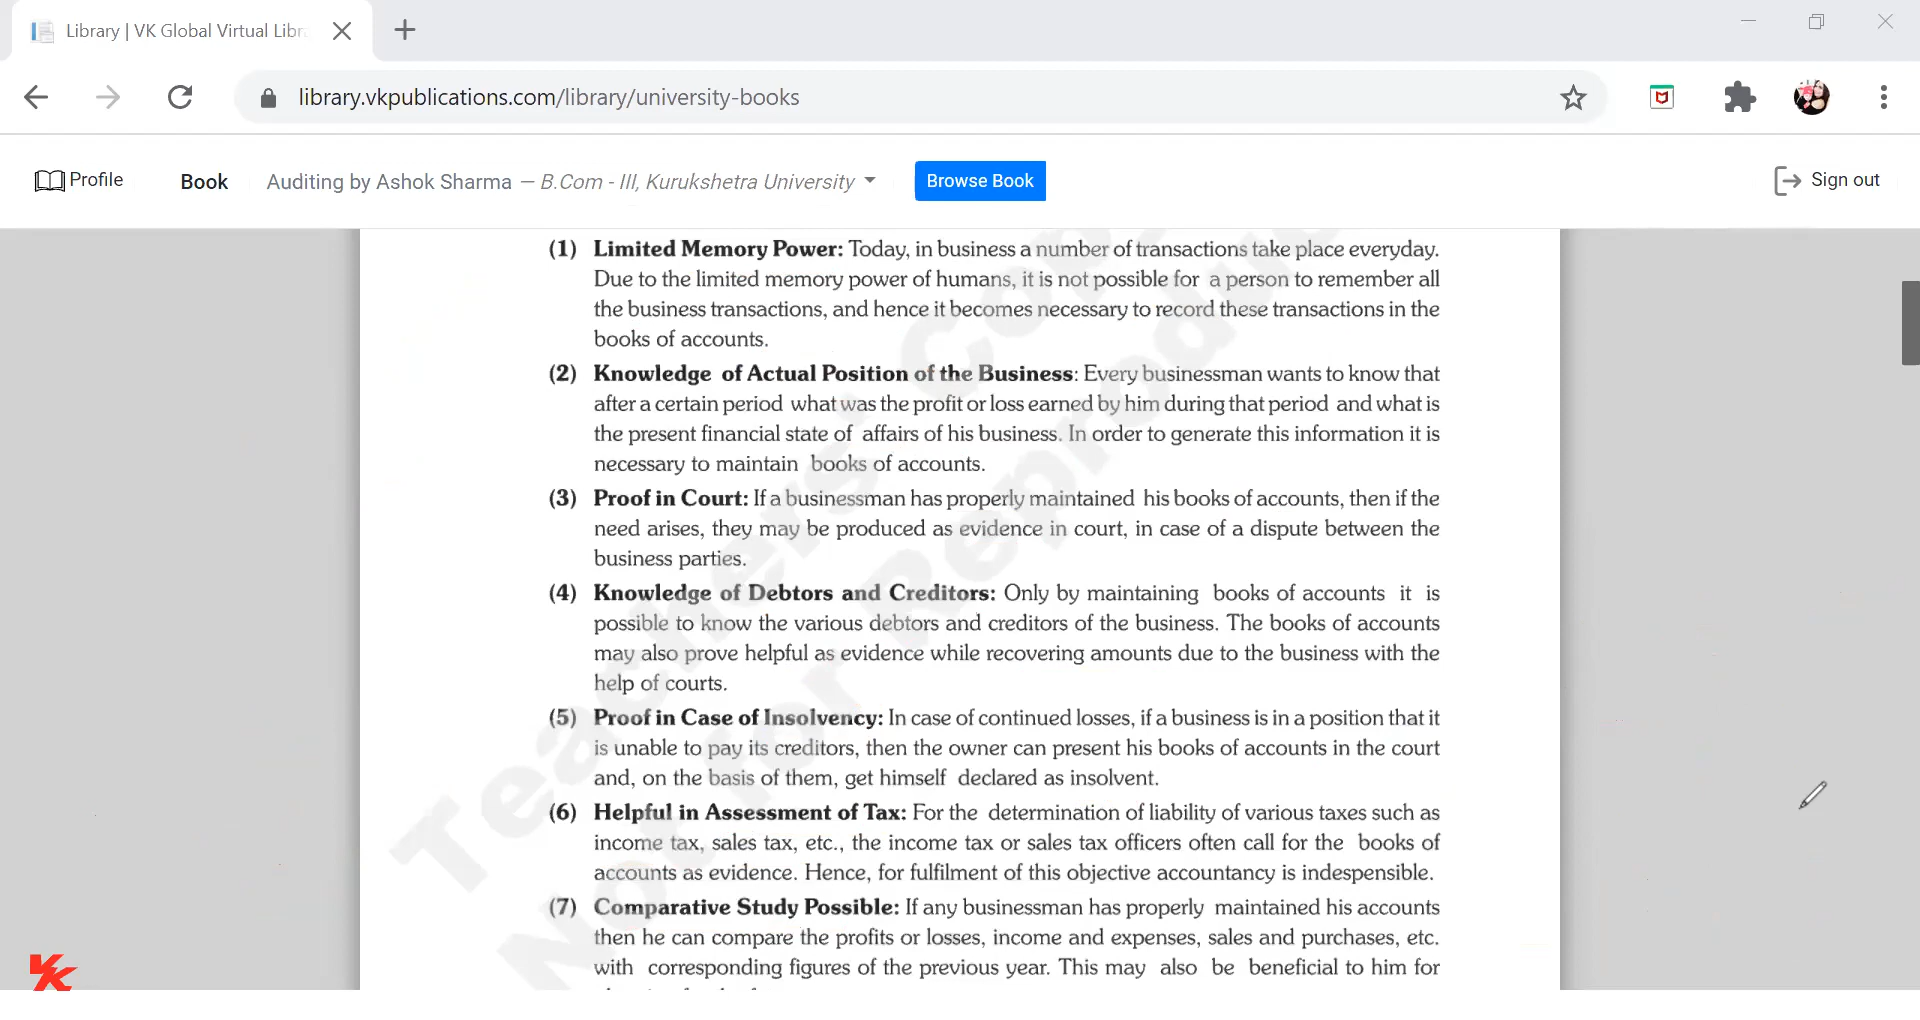 Library | VK Global Virtual Libr
library.vkpublications.com/library/university-books
Profile Book Auditing by Ashok Sharma — B.Com - III, Kurukshetra University Browse Book Sign out
(1) Limited Memory Power: Today, in business a number of transactions take place everyday.
Due to the limited memory power of humans, it is not possible for a person to remember all
the business transactions, and hence it becomes necessary to record these transactions in the
books of accounts.
(2) Knowledge of Actual Position of the Business: Every businessman wants to know that
after a certain period what was the profit or loss earned by him during that period and what is
the present financial state of affairs of his business. In order to generate this information it is
necessary to maintain books of accounts.
(3) Proof in Court: If a businessman has properly maintained his books of accounts, then if the
need arises, they may be produced as evidence in court, in case of a dispute between the
business parties.
(4) Knowledge of Debtors and Creditors: Only by maintaining books of accounts it is
possible to know the various debtors and creditors of the business. The books of accounts
may also prove helpful as evidence while recovering amounts due to the business with the
help of courts.
(5) Proof in Case of Insolvency: In case of continued losses, if a business is in a position that it
is unable to pay its creditors, then the owner can present his books of accounts in the court
and, on the basis of them, get himself declared as insolvent.
(6) Helpful in Assessment of Tax: For the determination of liability of various taxes such as
income tax, sales tax, etc., the income tax or sales tax officers often call for the books of
accounts as evidence. Hence, for fulfilment of this objective accountancy is indespensible.
(7) Comparative Study Possible: If any businessman has properly maintained his accounts
then he can compare the profits or losses, income and expenses, sales and purchases, etc.
with corresponding figures of the previous year. This may also be beneficial to him for
Teachers' Cop
Not for Reprodu
VK